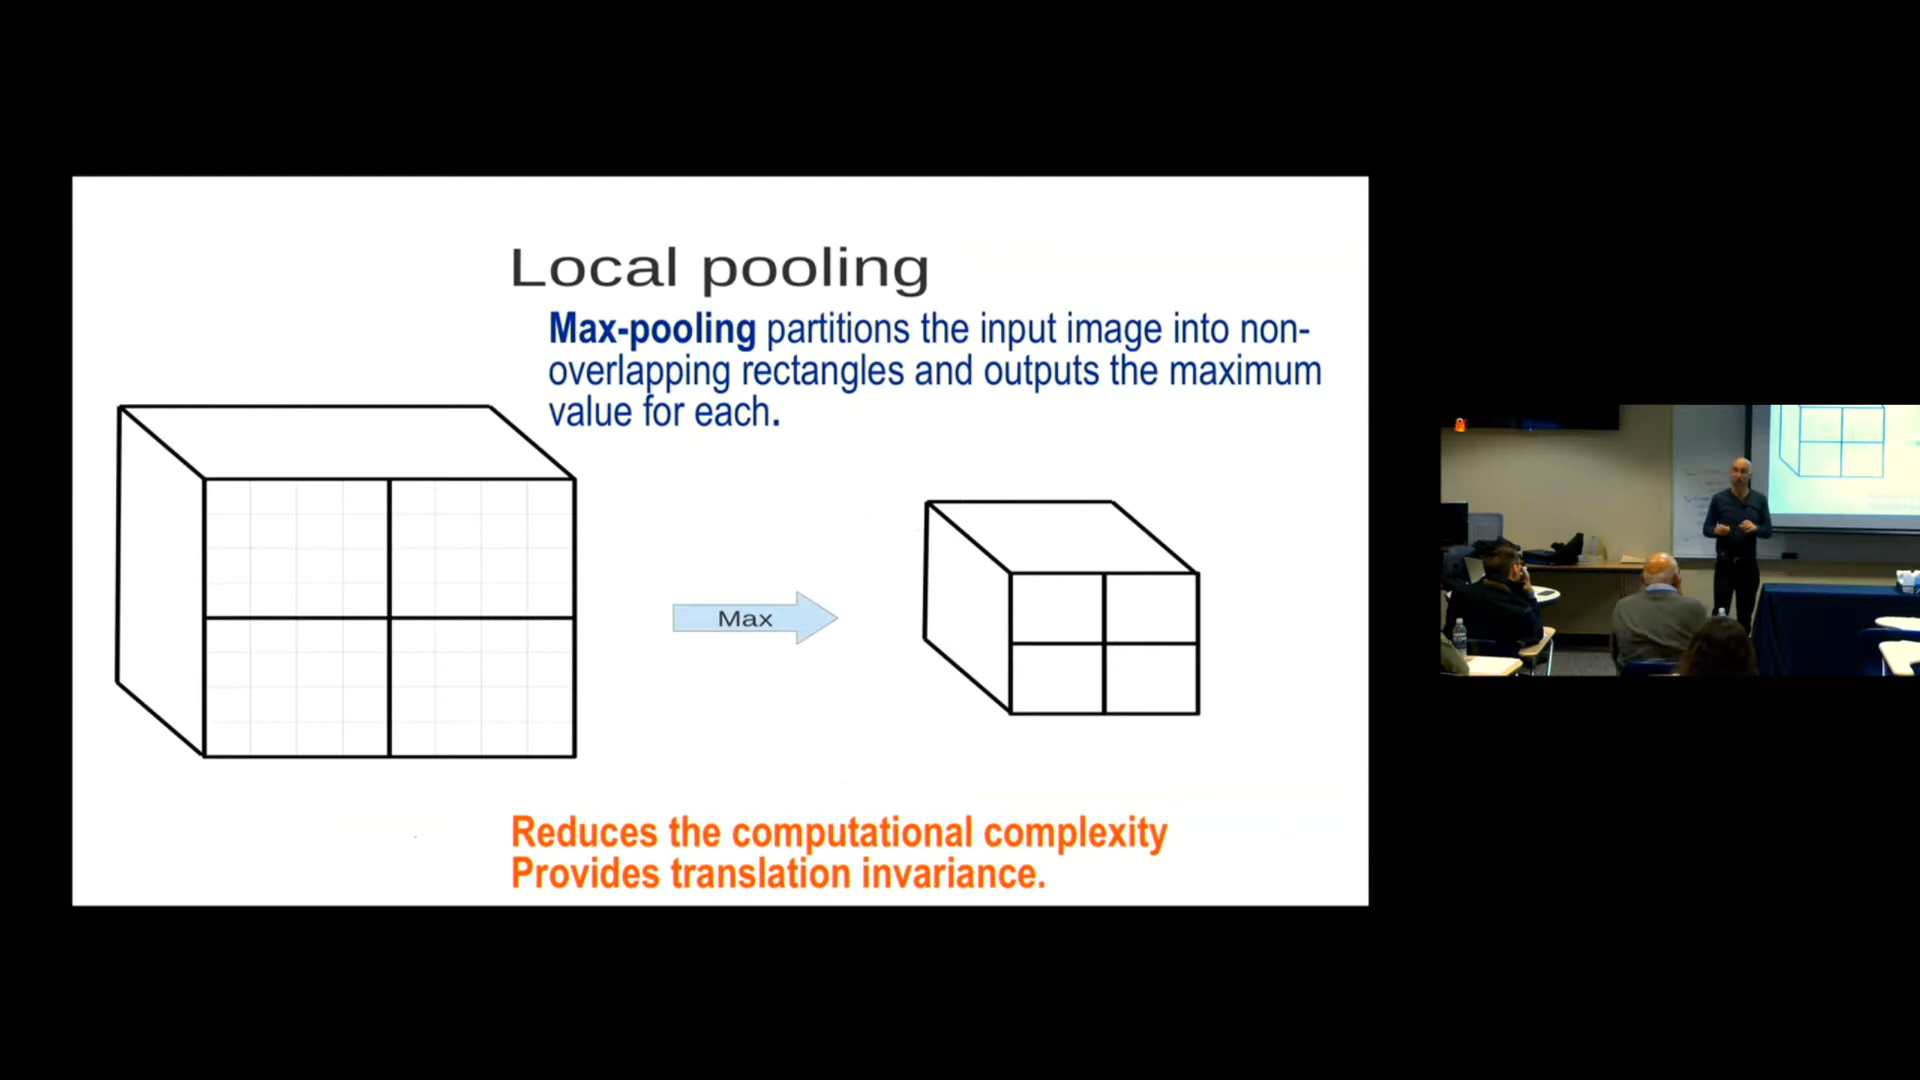 Local pooling
Max-pooling partitions the input image into non-
overlapping rectangles and outputs the maximum
value for each.
Max
Reduces the computational complexity
Provides translation invariance.